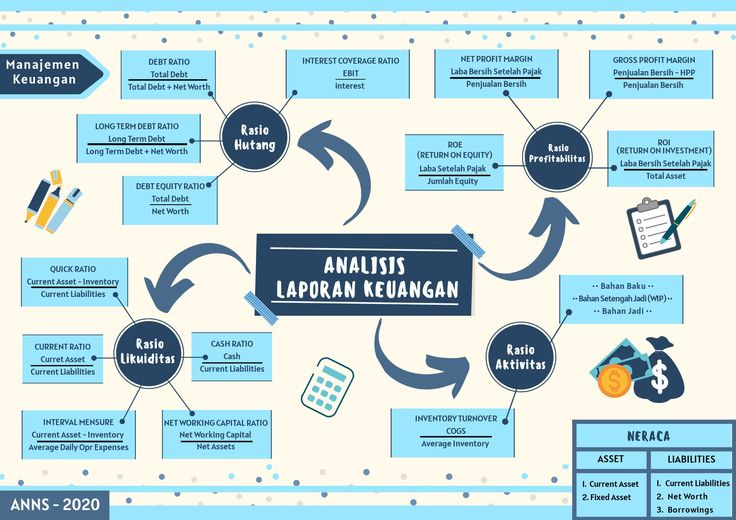 Manajemen
Keuangan
DEBT RATIO
Total Debt
Total Debt + Net Worth
INTEREST COVERAGE RATIO
EBIT
interest
LONG TERM DEBT RATIO
Long Term Debt
Long Term Debt + Net Worth
Rasio
Hutang
DEBT EQUITY RATIO
Total Debt
Net Worth
NET PROFIT MARGIN
Laba Bersih Setelah Pajak
Penjualan Bersih
GROSS PROFIT MARGIN
Penjualan Bersih - HPP
Penjualan Bersih
ROE
(RETURN ON EQUITY)
Laba Setelah Pajak
Jumlah Equity
Rasio
Profitabilitas
ROI
(RETURN ON INVESTMENT)
Laba Bersih Setelah Pajak
Total Asset
ANALISIS
LAPORAN KEUANGAN
QUICK RATIO
Current Asset - Inventory
Current Liabilities
CURRENT RATIO
Curret Asset
Current Liabilities
Rasio
Likuiditas
CASH RATIO
Cash
Current Liabilities
INTERVAL MENSURE
Current Asset - Inventory
Average Daily Opr Expenses
NET WORKING CAPITAL RATIO
Net Working Capital
Net Assets
•• Bahan Baku ••
•• Bahan Setengah Jadi (WIP) ••
•• Bahan Jadi ••
Rasio
Aktivitas
INVENTORY TURNOVER
COGS
Average Inventory
$
$
NERACA
ASSET
1. Current Asset
2. Fixed Asset
LIABILITIES
1. Current Liabilities
2. Net Worth
3. Borrowings
ANNS - 2020